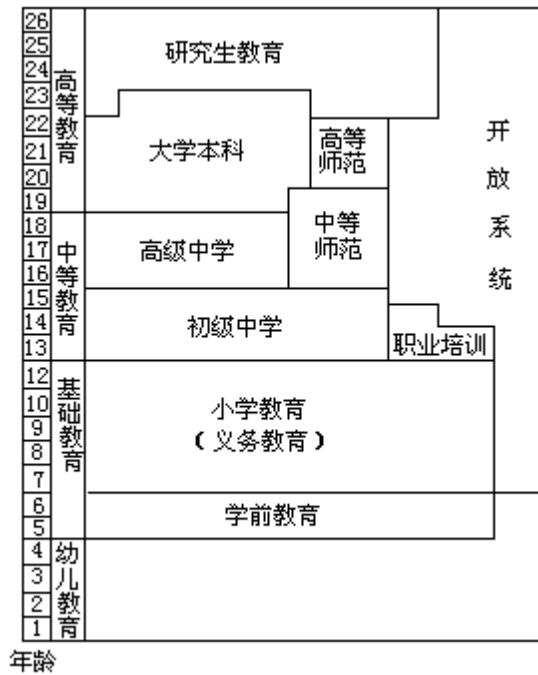 26
25
24
23
22
21
20
19
18
17
16
15
14
13
12
10
9
8
7
6
5
4
3
2
1
年龄
高等教育
中等教育
基础教育
幼儿教育
研究生教育
大学本科
高等
师范
高级中学
中等
师范
初级中学
职业培训
小学教育
（义务教育）
学前教育
开放系统